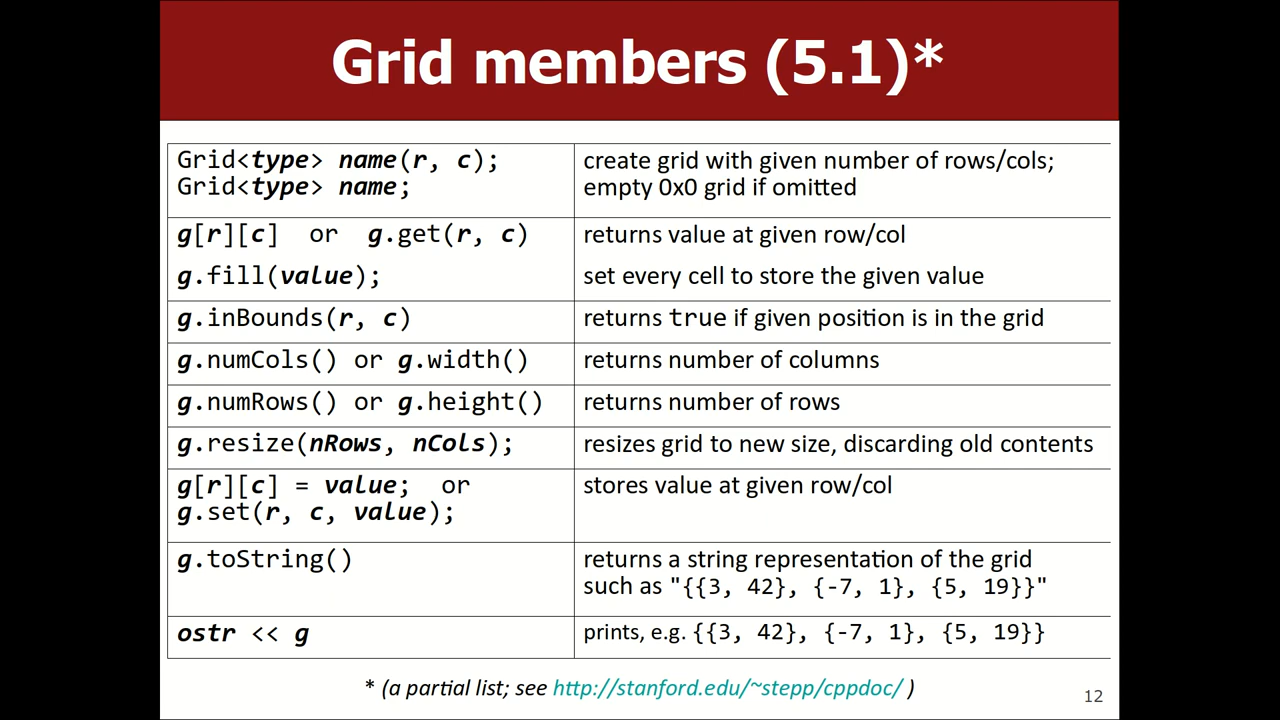 Grid members (5.1)*
Grid<type> name(r, c);
Grid<type> name;
create grid with given number of rows/cols;
empty 0x0 grid if omitted
g[r][c] or g.get(r, c)
returns value at given row/col
g.fill(value);
set every cell to store the given value
g.inBounds(r, c)
returns true if given position is in the grid
g.numCols() or g.width()
returns number of columns
g.numRows() or g.height()
returns number of rows
g.resize(nRows, nCols);
resizes grid to new size, discarding old contents
g[r][c] = value; or
g.set(r, c, value);
stores value at given row/col
g.toString()
returns a string representation of the grid
such as "{{3, 42}, {-7, 1}, {5, 19}}"
ostr << g
prints, e.g. {{3, 42}, {-7, 1}, {5, 19}}
* (a partial list; see http://stanford.edu/~stepp/cppdoc/ )
12